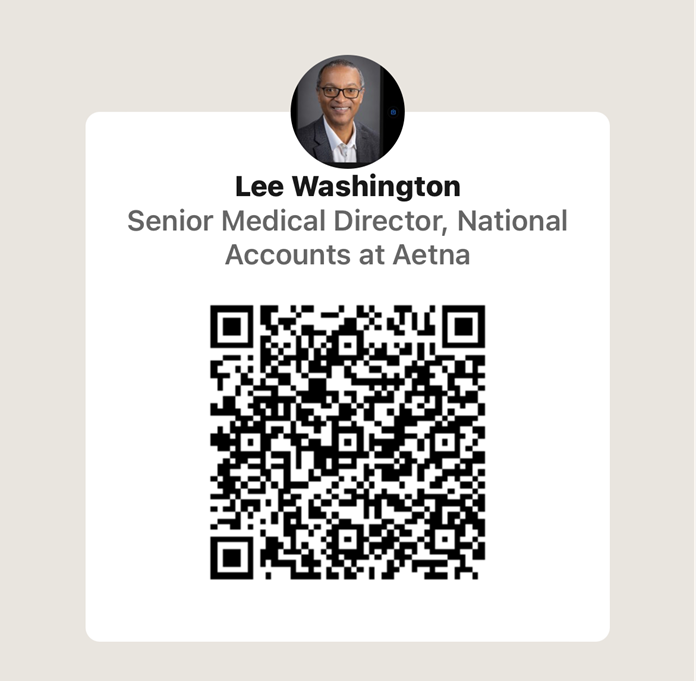 Lee Washington
Senior Medical Director, National
Accounts at Aetna